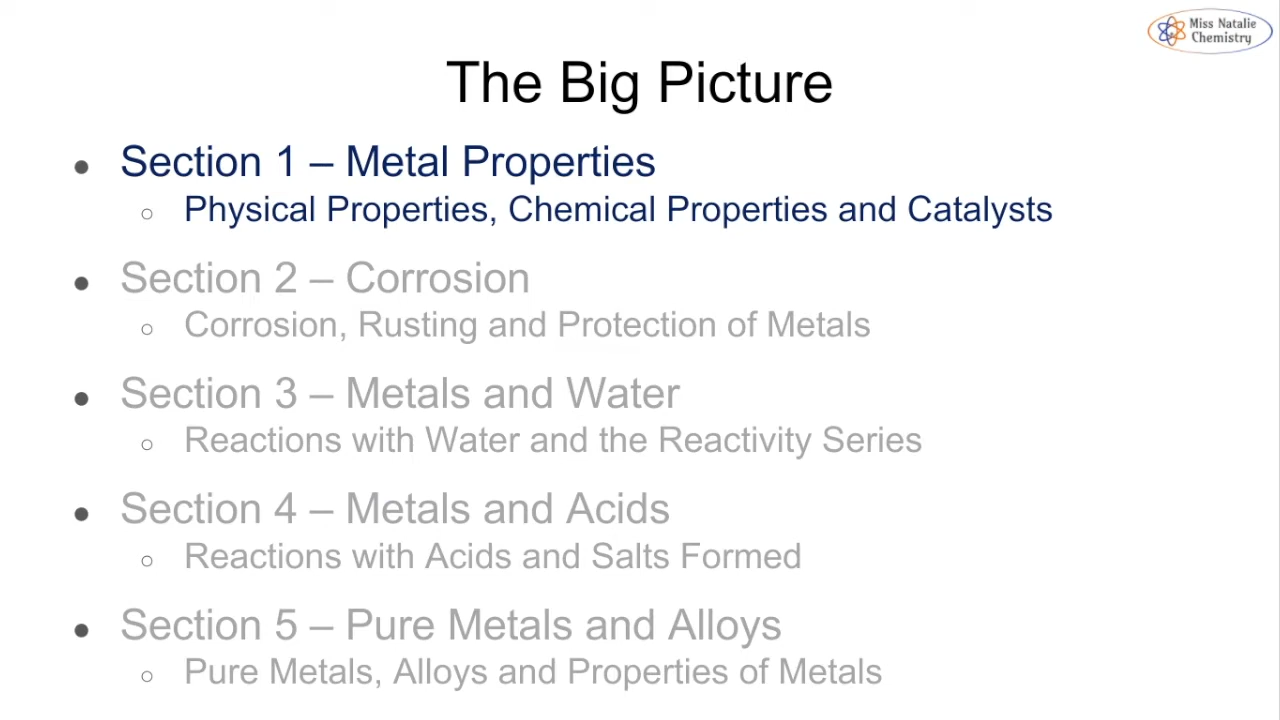 Miss Natalie
Chemistry
The Big Picture
● Section 1 – Metal Properties
○ Physical Properties, Chemical Properties and Catalysts
● Section 2 – Corrosion
○ Corrosion, Rusting and Protection of Metals
● Section 3 – Metals and Water
○ Reactions with Water and the Reactivity Series
● Section 4 – Metals and Acids
○ Reactions with Acids and Salts Formed
● Section 5 – Pure Metals and Alloys
○ Pure Metals, Alloys and Properties of Metals